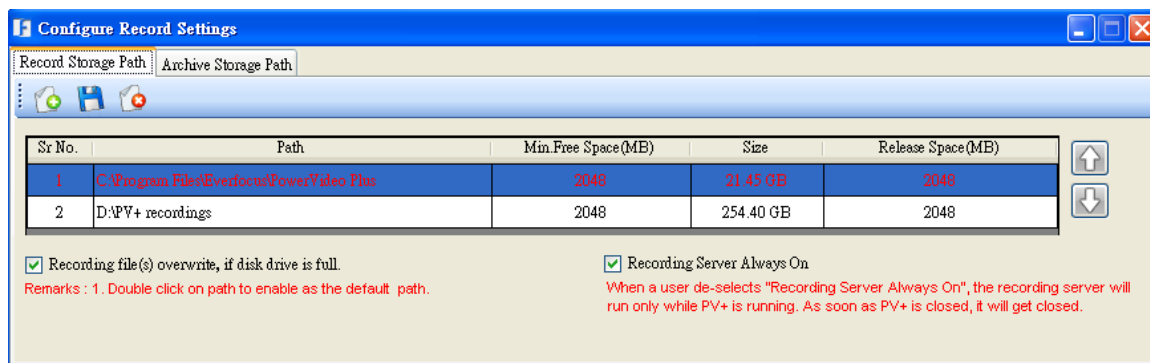 Configure Record Settings
Record Storage Path Archive Storage Path
Sr No. Path Min.Free Space(MB) Size Release Space(MB)
1 C:\Program Files\Everfocus\PowerVideo Plus 2048 21.45 GB 2048
2 D:\PV+ recordings 2048 254.40 GB 2048
Recording file(s) overwrite, if disk drive is full.
Remarks : 1. Double click on path to enable as the default path.
Recording Server Always On
When a user de-selects "Recording Server Always On", the recording server will
run only while PV+ is running. As soon as PV+ is closed, it will get closed.